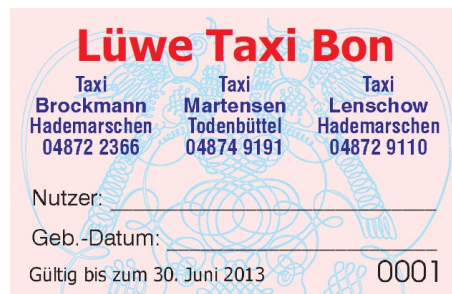 Lüwe Taxi Bon
Taxi Taxi Taxi
Brockmann Martensen Lenschow
Hademarschen Todenbüttel Hademarschen
04872 2366 04874 9191 04872 9110
Nutzer:
Geb.-Datum:
Gültig bis zum 30. Juni 2013 0001